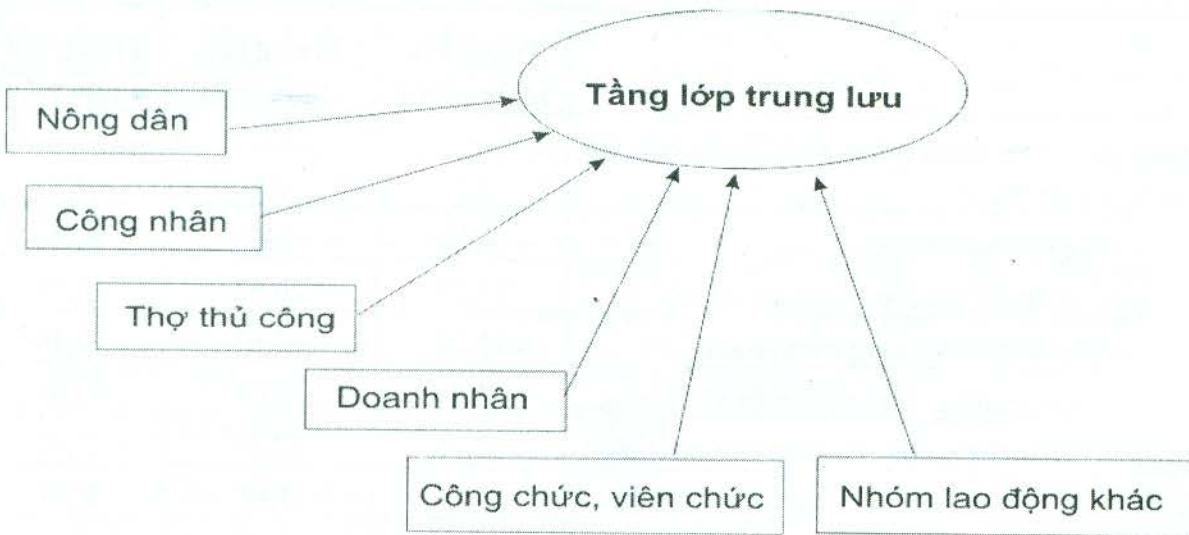 Tầng lớp trung lưu
Nông dân
Công nhân
Thợ thủ công
Doanh nhân
Công chức, viên chức
Nhóm lao động khác